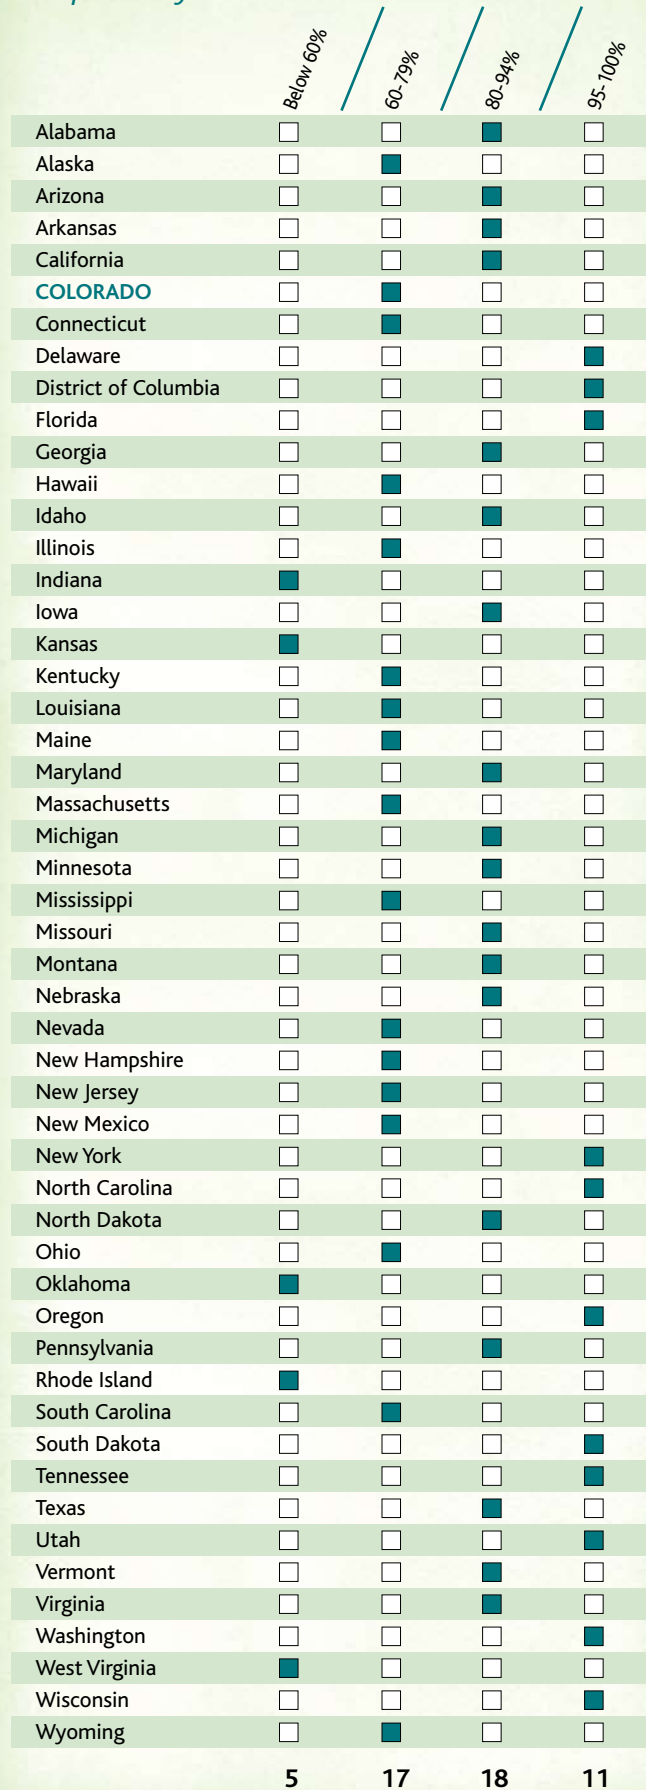 Below 60%
60-79%
80-94%
95-100%
Alabama
Alaska
Arizona
Arkansas
California
COLORADO
Connecticut
Delaware
District of Columbia
Florida
Georgia
Hawaii
Idaho
Illinois
Indiana
Iowa
Kansas
Kentucky
Louisiana
Maine
Maryland
Massachusetts
Michigan
Minnesota
Mississippi
Missouri
Montana
Nebraska
Nevada
New Hampshire
New Jersey
New Mexico
New York
North Carolina
North Dakota
Ohio
Oklahoma
Oregon
Pennsylvania
Rhode Island
South Carolina
South Dakota
Tennessee
Texas
Utah
Vermont
Virginia
Washington
West Virginia
Wisconsin
Wyoming
5 17 18 11